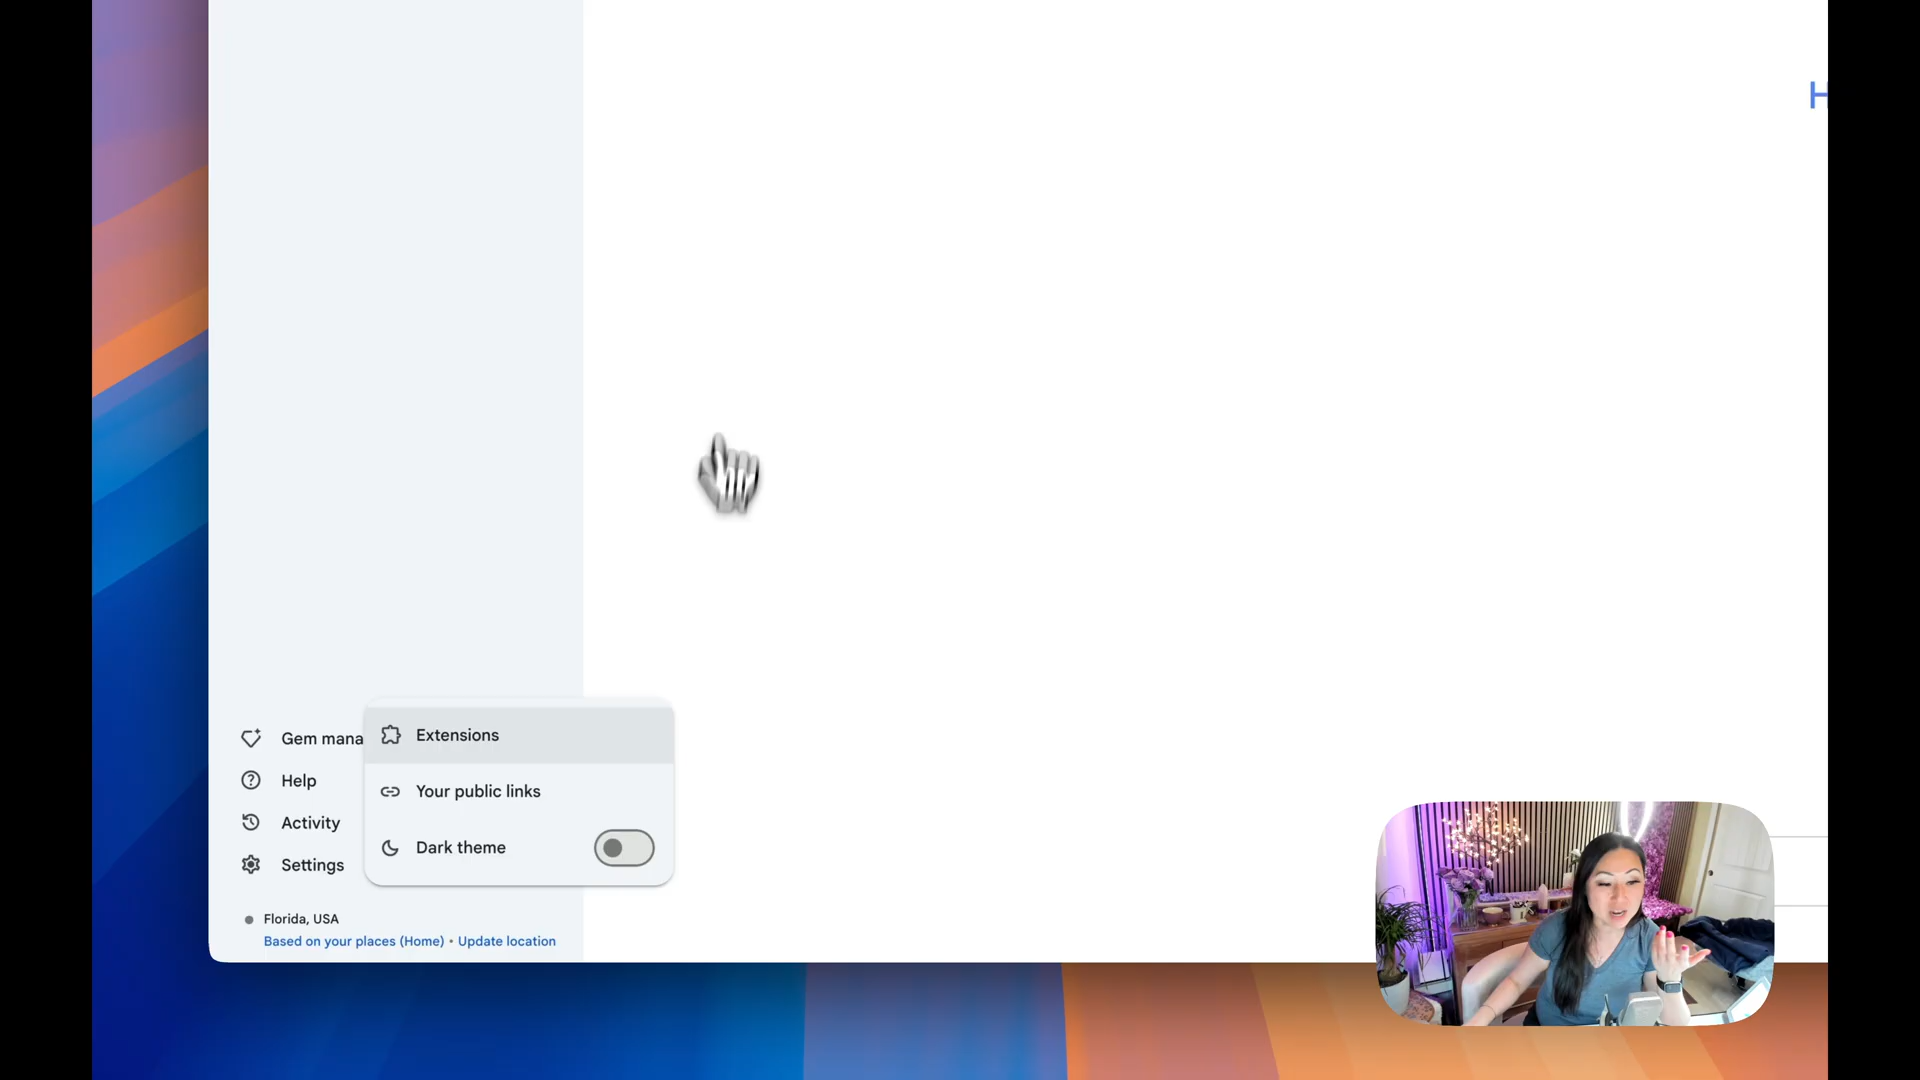 H
Gem mana
Extensions
Help
Your public links
Activity
Dark theme
Settings
Florida, USA
Based on your places (Home) • Update location